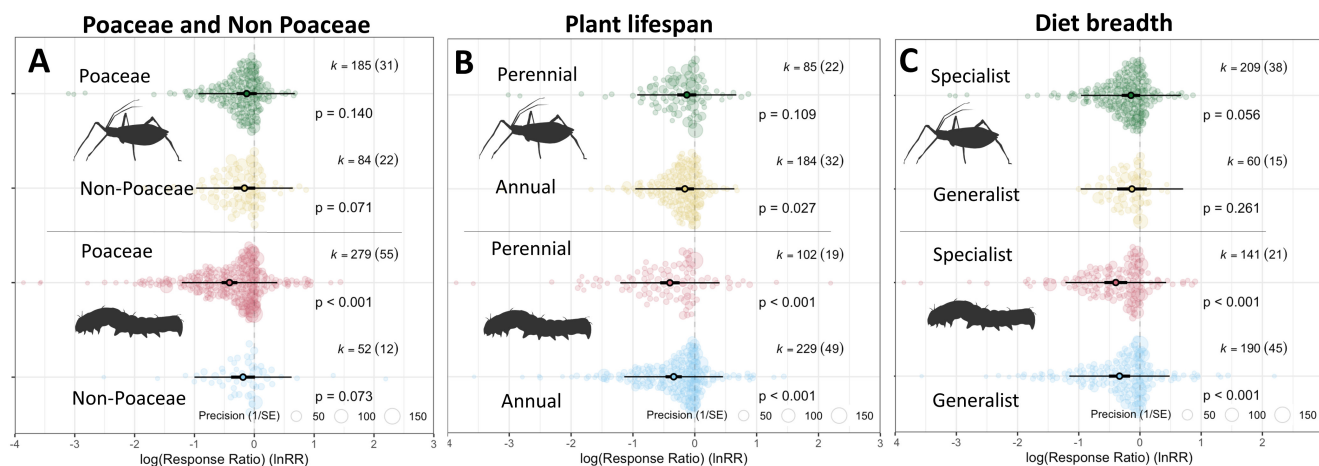 Poaceae and Non Poaceae
A
Poaceae
k = 185 (31)
p = 0.140
k = 84 (22)
Non-Poaceae
p = 0.071
Poaceae
k = 279 (55)
p < 0.001
k = 52 (12)
Non-Poaceae
p = 0.073
Precision (1/SE) 50 100 150
-4 -3 -2 -1 0 1 2 3
log(Response Ratio) (lnRR)
Plant lifespan
B
Perennial
k = 85 (22)
p = 0.109
k = 184 (32)
Annual
p = 0.027
Perennial
k = 102 (19)
p < 0.001
k = 229 (49)
Annual
p < 0.001
Precision (1/SE) 50 100 150
-4 -3 -2 -1 0 1 2 3
log(Response Ratio) (lnRR)
Diet breadth
C
Specialist
k = 209 (38)
p = 0.056
k = 60 (15)
Generalist
p = 0.261
Specialist
k = 141 (21)
p < 0.001
k = 190 (45)
Generalist
p < 0.001
Precision (1/SE) 50 100 150
-4 -3 -2 -1 0 1 2
log(Response Ratio) (lnRR)